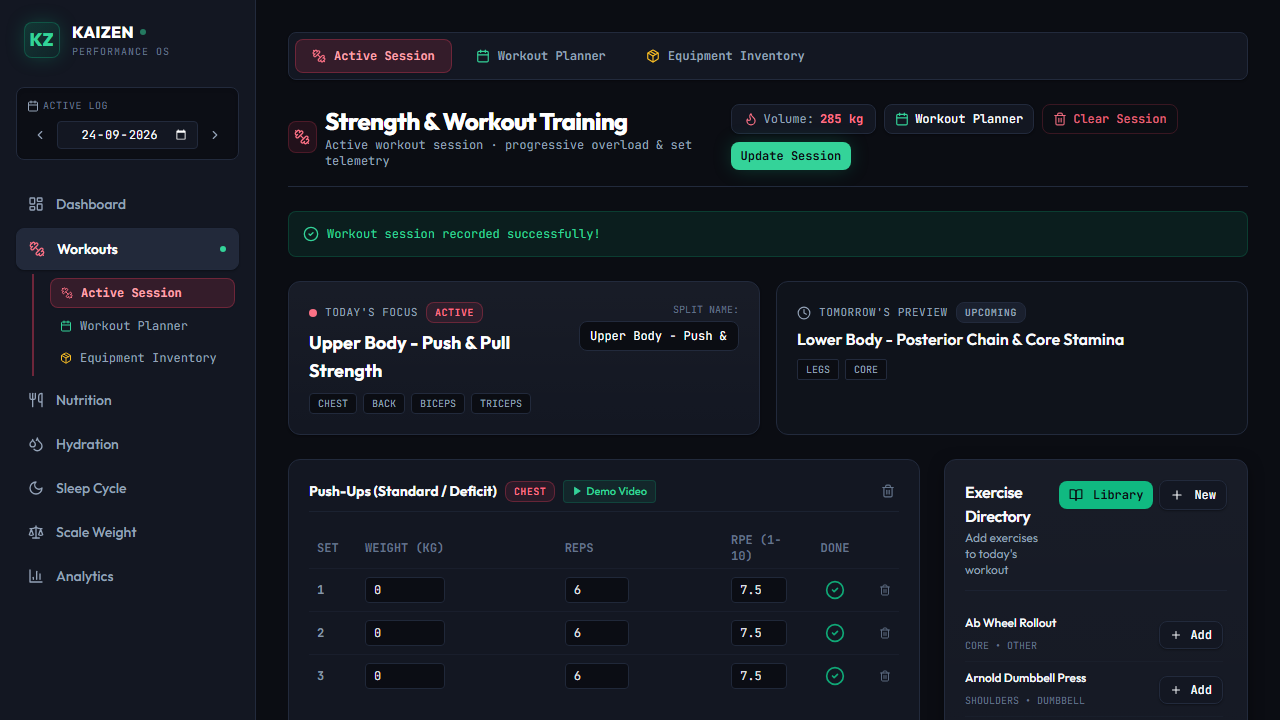 KZ
KAIZEN
PERFORMANCE OS
ACTIVE LOG
24-09-2026
Dashboard
Workouts
Active Session
Workout Planner
Equipment Inventory
Nutrition
Hydration
Sleep Cycle
Scale Weight
Analytics
Active Session
Workout Planner
Equipment Inventory
Strength & Workout Training
Active workout session · progressive overload & set
telemetry
Volume: 285 kg
Workout Planner
Clear Session
Update Session
Workout session recorded successfully!
TODAY'S FOCUS
ACTIVE
Upper Body - Push & Pull
Strength
SPLIT NAME:
Upper Body - Push &
CHEST
BACK
BICEPS
TRICEPS
TOMORROW'S PREVIEW
UPCOMING
Lower Body - Posterior Chain & Core Stamina
LEGS
CORE
Push-Ups (Standard / Deficit)
CHEST
Demo Video
SET WEIGHT (KG) REPS RPE (1-
10) DONE
1 0 6 7.5
2 0 6 7.5
3 0 6 7.5
Exercise
Directory
Add exercises
to today's
workout
Library
+ New
Ab Wheel Rollout
CORE • OTHER
+ Add
Arnold Dumbbell Press
SHOULDERS • DUMBBELL
+ Add